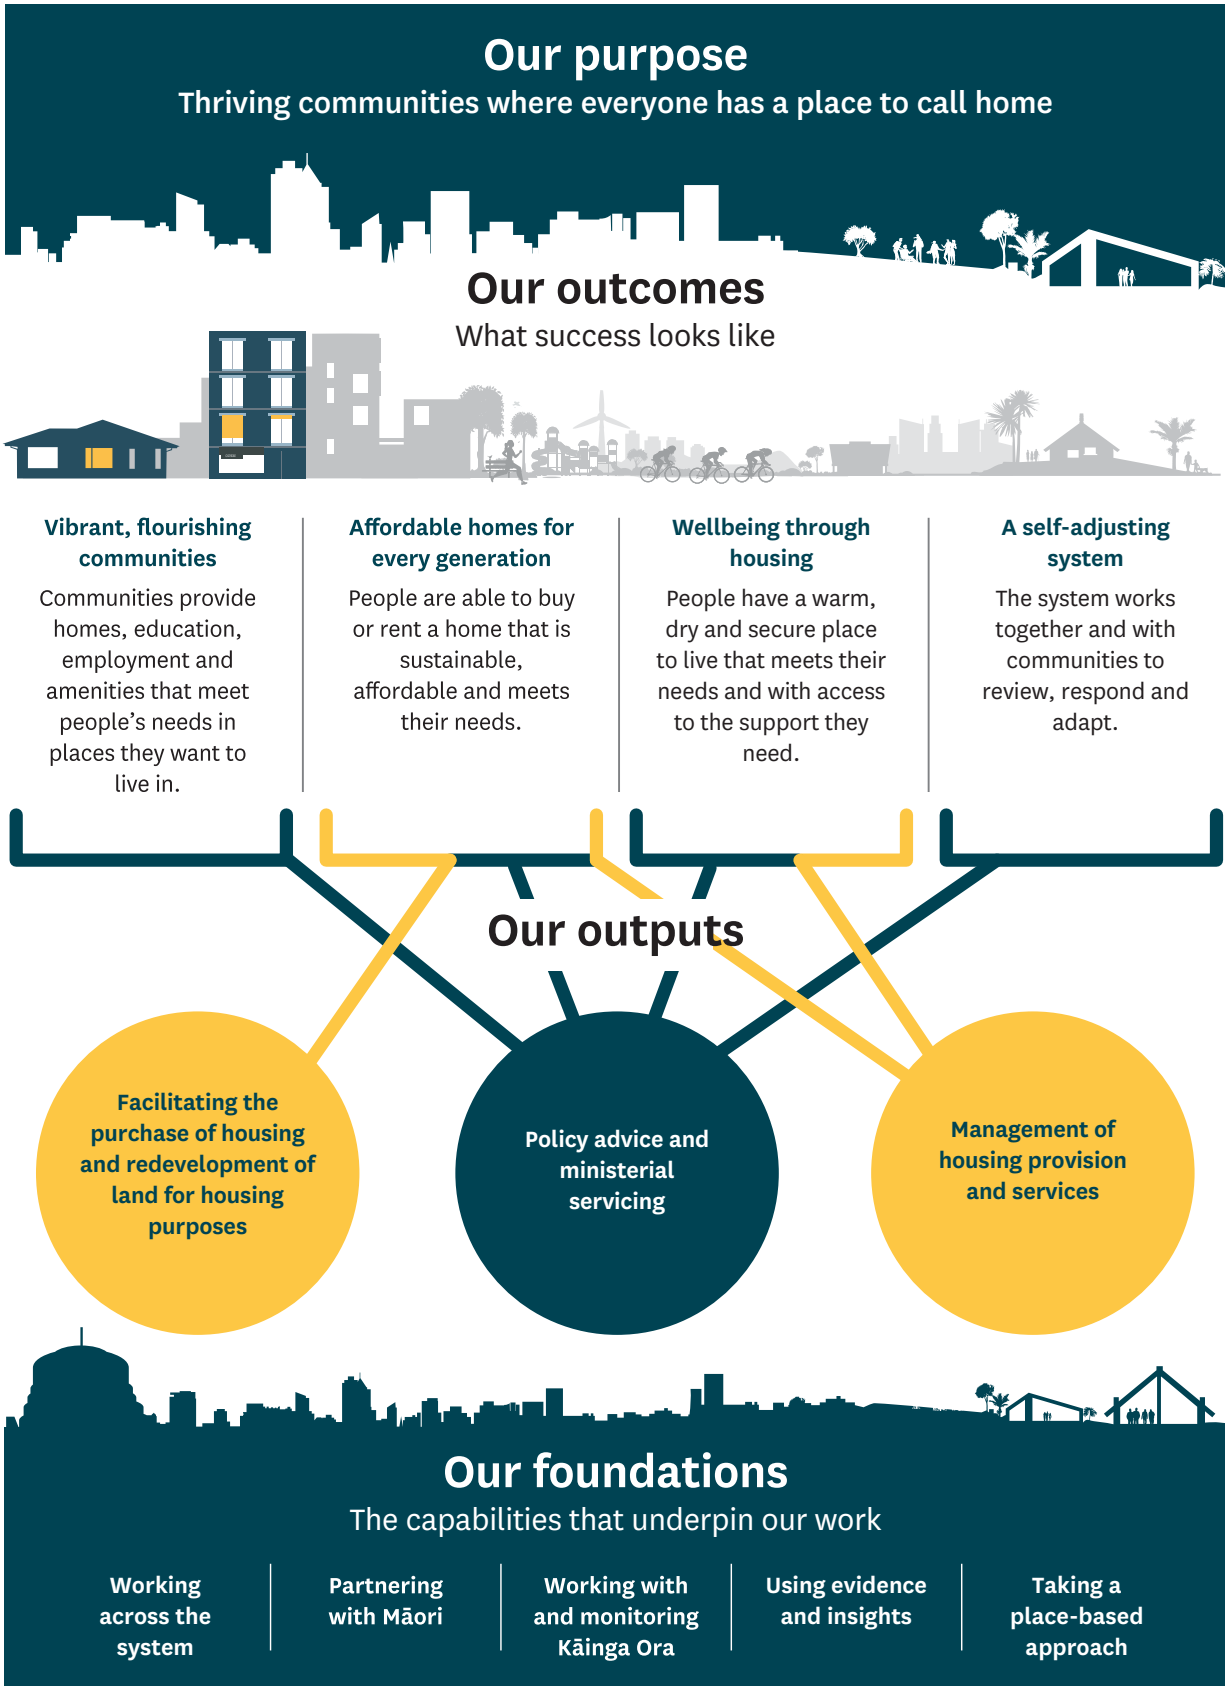 Our purpose
Thriving communities where everyone has a place to call home
Our outcomes
What success looks like
Vibrant, flourishing
communities
Communities provide
homes, education,
employment and
amenities that meet
people’s needs in
places they want to
live in.
Affordable homes for
every generation
People are able to buy
or rent a home that is
sustainable,
affordable and meets
their needs.
Wellbeing through
housing
People have a warm,
dry and secure place
to live that meets their
needs and with access
to the support they
need.
A self-adjusting
system
The system works
together and with
communities to
review, respond and
adapt.
Our outputs
Facilitating the
purchase of housing
and redevelopment of
land for housing
purposes
Policy advice and
ministerial
servicing
Management of
housing provision
and services
Our foundations
The capabilities that underpin our work
Working
across the
system
Partnering
with Māori
Working with
and monitoring
Kāinga Ora
Using evidence
and insights
Taking a
place-based
approach